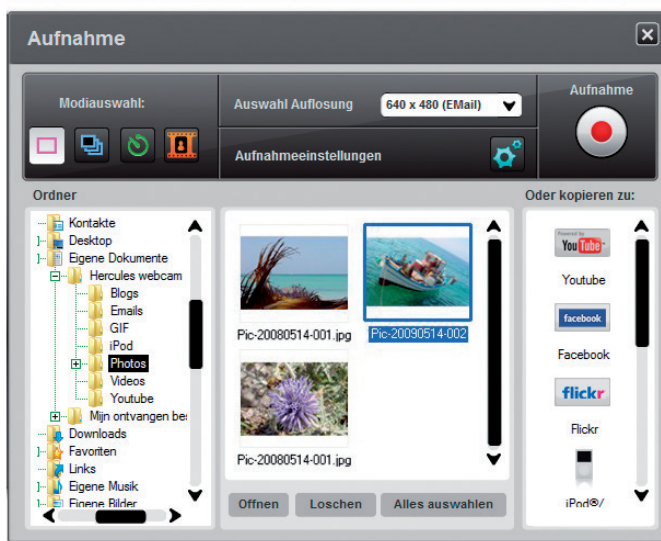 Aufnahme
Modiauswahl:
Auswahl Auflosung
640 x 480 (EMail)
Aufnahme
Aufnahmeeinstellungen
Ordner
Kontakte
Desktop
Eigene Dokumente
Hercules webcam
Blogs
Emails
GIF
iPod
Photos
Videos
Youtube
Mijn ontvangen be
Downloads
Favoriten
Links
Eigene Musik
Eigene Bilder
Pic-20080514-001.jpg
Pic-20090514-002
Pic-20080514-001.jpg
Offnen
Loschen
Alles auswahlen
Oder kopieren zu:
Powered by
YouTube
Youtube
facebook
Facebook
flickr
Flickr
iPod®/